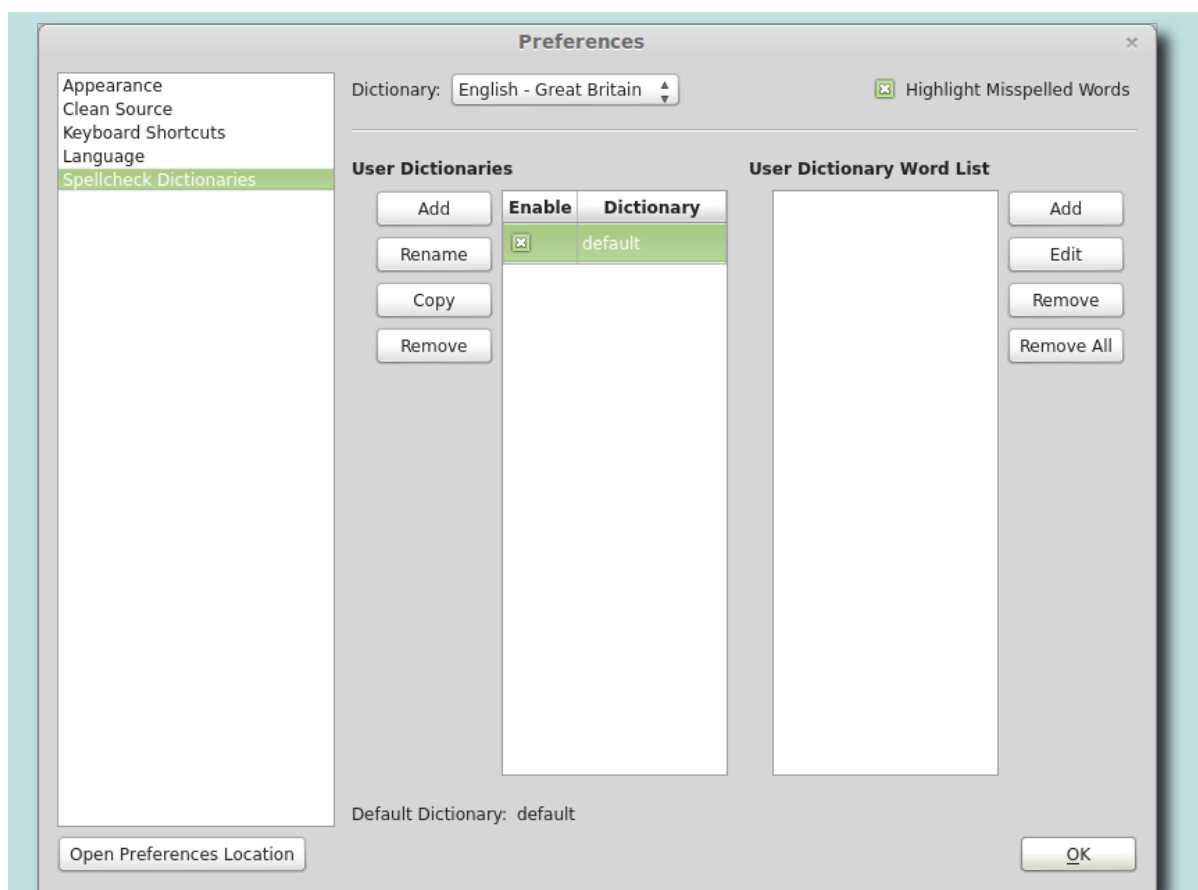 Preferences
Appearance
Clean Source
Keyboard Shortcuts
Language
Spellcheck Dictionaries
Dictionary: English - Great Britain
Highlight Misspelled Words
User Dictionaries
Add
Rename
Copy
Remove
Enable Dictionary
default
User Dictionary Word List
Add
Edit
Remove
Remove All
Default Dictionary: default
Open Preferences Location
OK